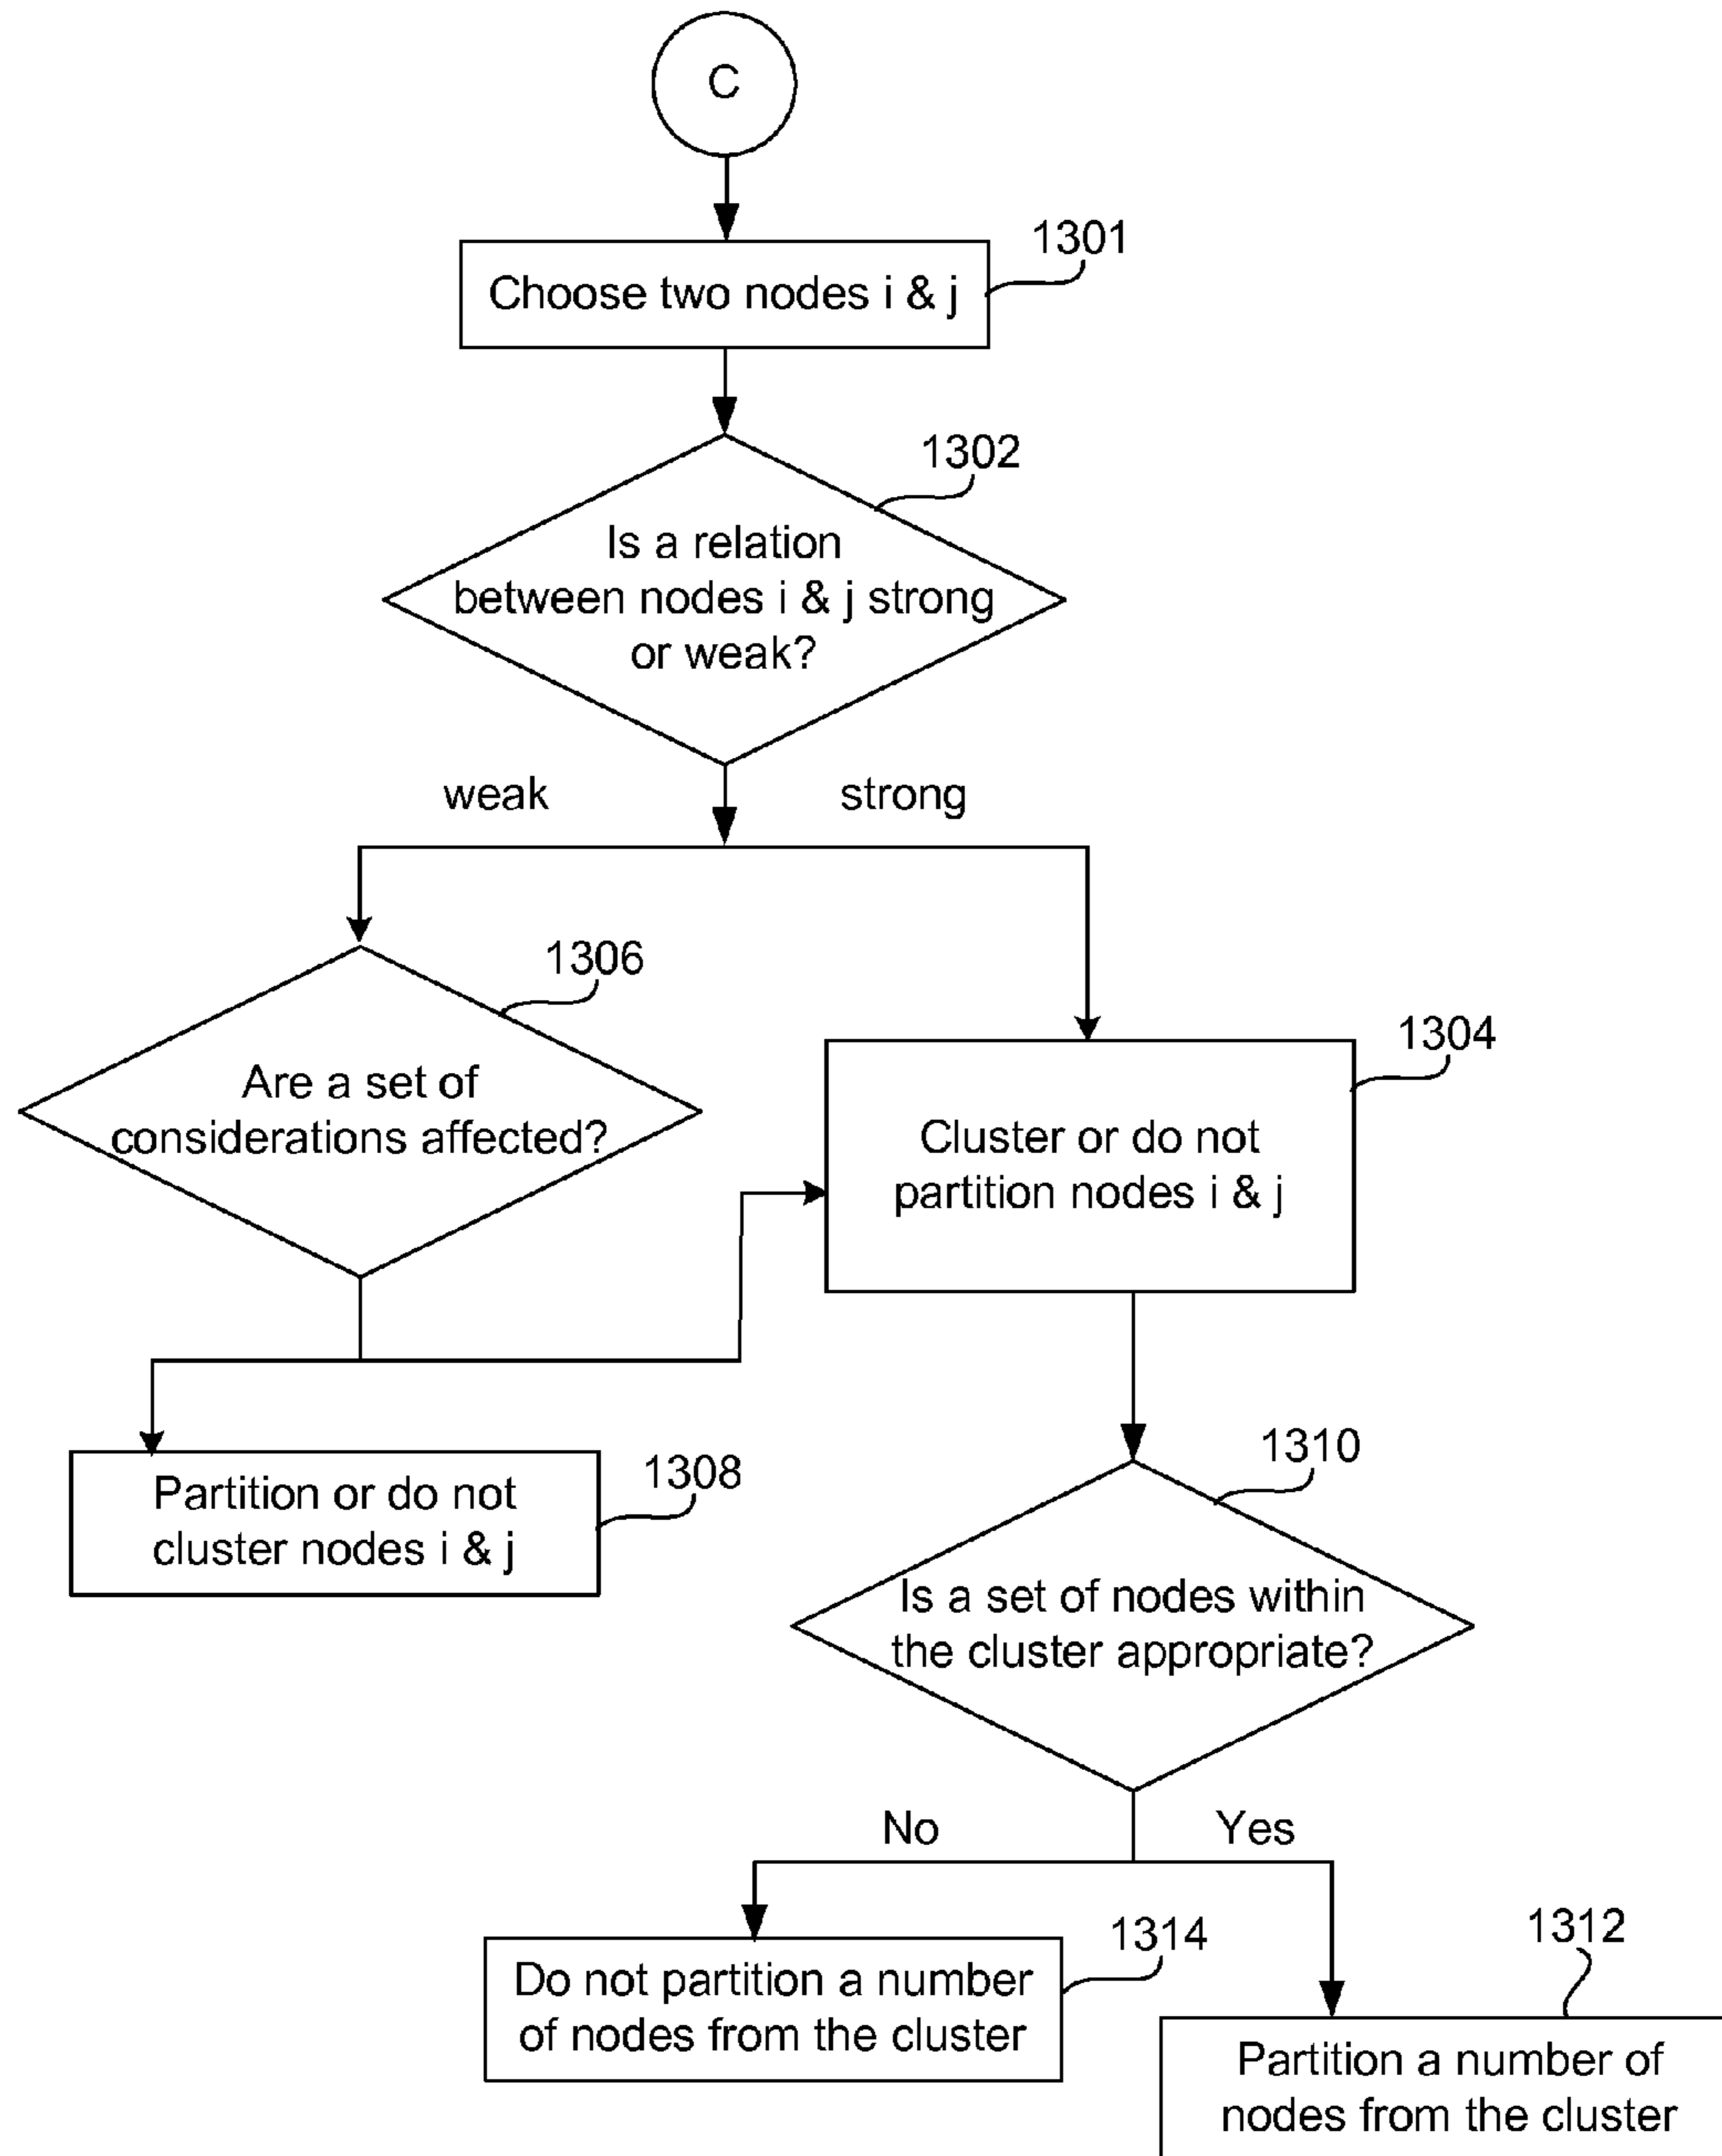 C
1301
Choose two nodes i & j
1302
Is a relation
between nodes i & j strong
or weak?
weak
strong
1306
Are a set of
considerations affected?
1304
Cluster or do not
partition nodes i & j
1308
Partition or do not
cluster nodes i & j
1310
Is a set of nodes within
the cluster appropriate?
No
Yes
1314
Do not partition a number
of nodes from the cluster
1312
Partition a number of
nodes from the cluster